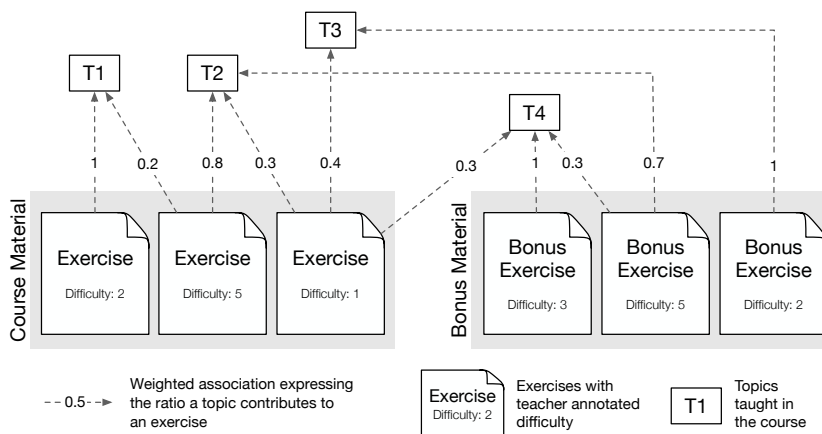 T3
T1
T2
T4
1
0.2
0.8
0.3
0.4
0.3
1
0.3
0.7
1
Course Material
Exercise
Difficulty: 2
Exercise
Difficulty: 5
Exercise
Difficulty: 1
Bonus Material
Bonus
Exercise
Difficulty: 3
Bonus
Exercise
Difficulty: 5
Bonus
Exercise
Difficulty: 2
0.5
Weighted association expressing
the ratio a topic contributes to
an exercise
Exercise
Difficulty: 2
Exercises with
teacher annotated
difficulty
T1
Topics
taught in
the course